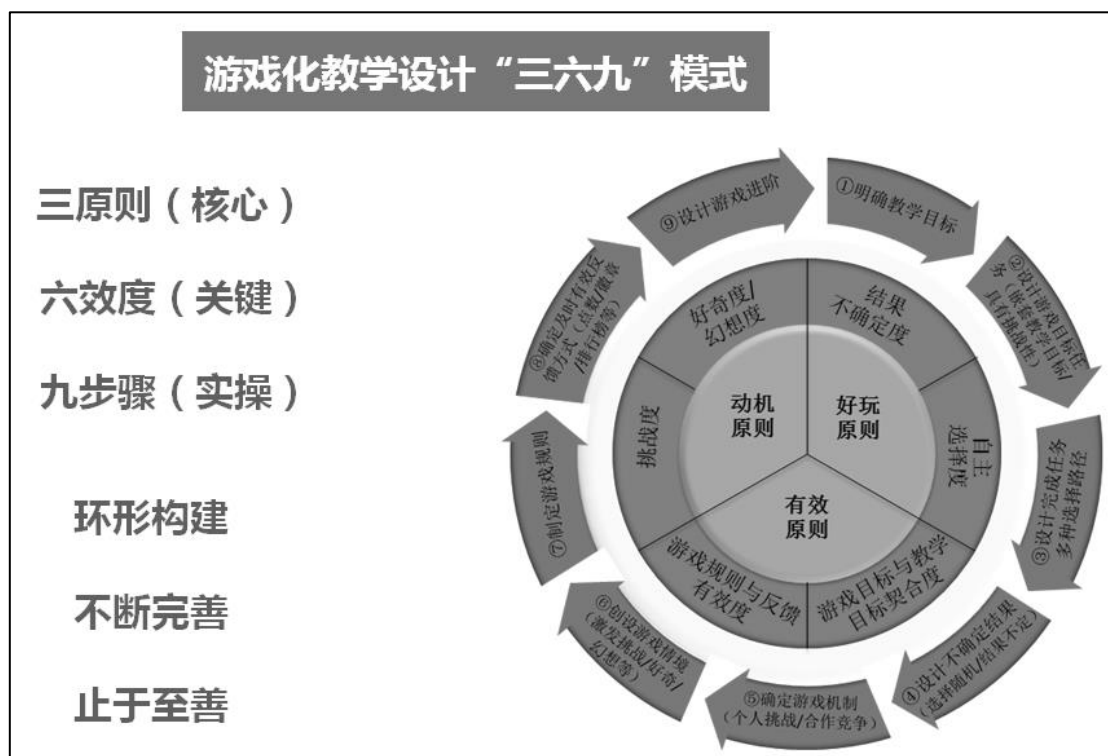 游戏化教学设计“三六九”模式
三原则（核心）
六效度（关键）
九步骤（实操）
环形构建
不断完善
止于至善
①明确教学目标
②设计游戏目标任
务（嵌套教学目标/
具有挑战性）
③设计完成任务
多种选择路径
④设计不确定结果
（选择随机/结果不定）
⑤确定游戏机制
（个人挑战/合作竞争）
⑥创设游戏情境
（激发挑战/好奇/
幻想等）
⑦制定游戏规则
⑧确定及时有效反
馈方式（点数/徽章
/排行榜等）
⑨设计游戏进阶
好奇度/
幻想度
结果
不确定度
自主
选择度
游戏目标与教学
目标契合度
游戏规则与反馈
有效度
挑战度
动机
原则
好玩
原则
有效
原则